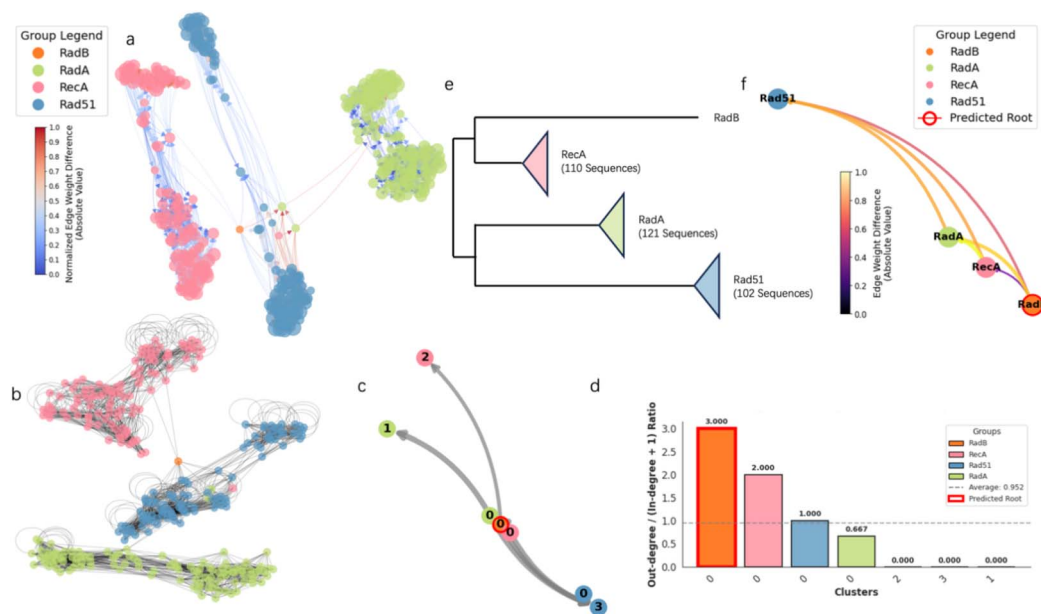 Group Legend
RadB
RadA
RecA
Rad51
a
1.0
0.8
0.6
0.4
0.2
0.0
Normalized Edge Weight Difference
(Absolute Value)
e
RadB
RecA
(110 Sequences)
RadA
(121 Sequences)
Rad51
(102 Sequences)
f
Group Legend
RadB
RadA
RecA
Rad51
Predicted Root
Rad51
RadA
RecA
Rad
1.0
0.8
0.6
0.4
0.2
0.0
Edge Weight Difference
(Absolute Value)
b
c
2
1
0
0
0
0
3
d
Out-degree / (In-degree + 1) Ratio
3.0
2.5
2.0
1.5
1.0
0.5
0.0
3.000
2.000
1.000
0.667
0.000
0.000
0.000
Groups
RadB
RecA
Rad51
RadA
Average: 0.952
Predicted Root
0
0
0
0
2
3
1
Clusters